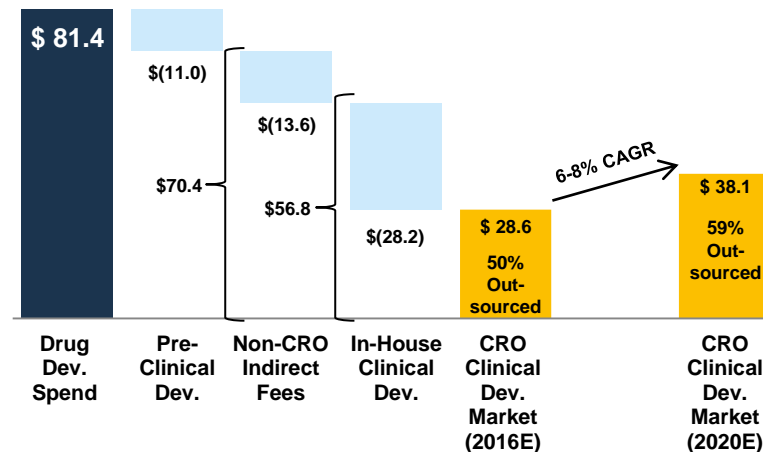 $ 81.4
$(11.0)
$70.4
$(13.6)
$56.8
$(28.2)
$ 28.6
50%
Out-
sourced
6-8% CAGR
$ 38.1
59%
Out-
sourced
Drug
Dev.
Spend
Pre-
Clinical
Dev.
Non-CRO
Indirect
Fees
In-House
Clinical
Dev.
CRO
Clinical
Dev.
Market
(2016E)
CRO
Clinical
Dev.
Market
(2020E)